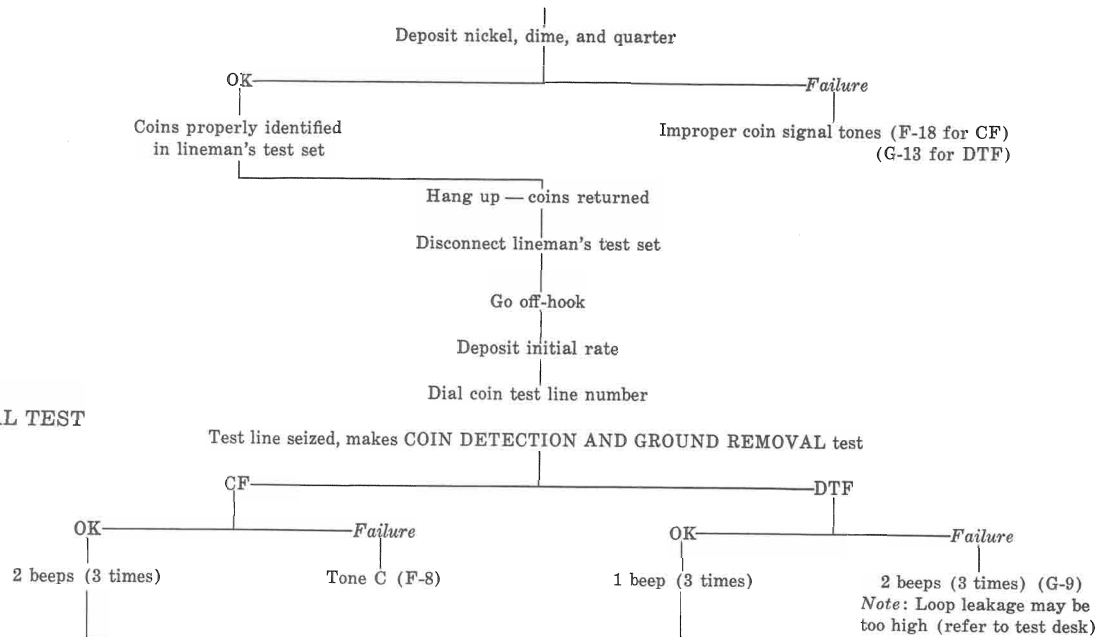 Deposit nickel, dime, and quarter
OK
Failure
Coins properly identified
in lineman's test set
Improper coin signal tones (F-18 for CF)
(G-13 for DTF)
Hang up — coins returned
Disconnect lineman's test set
Go off-hook
Deposit initial rate
Dial coin test line number
L TEST
Test line seized, makes COIN DETECTION AND GROUND REMOVAL test
CF
DTF
OK
Failure
OK
Failure
2 beeps (3 times)
Tone C (F-8)
1 beep (3 times)
2 beeps (3 times) (G-9)
Note: Loop leakage may be
too high (refer to test desk)